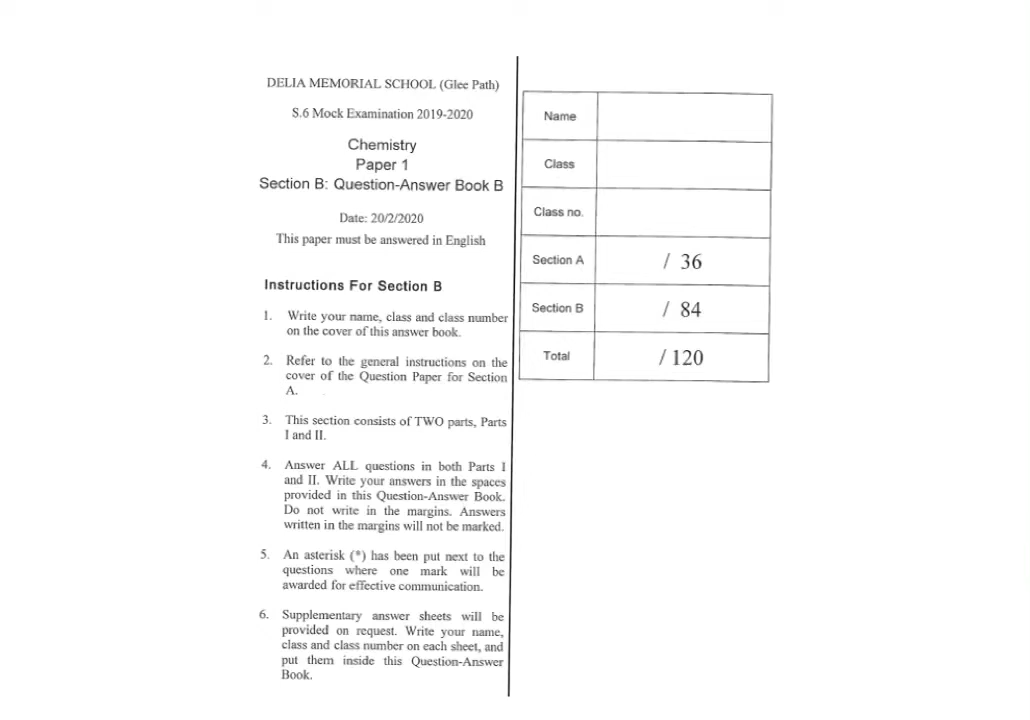 DELIA MEMORIAL SCHOOL (Glee Path)
S.6 Mock Examination 2019-2020
Chemistry
Paper 1
Section B: Question-Answer Book B
Date: 20/2/2020
This paper must be answered in English
Instructions For Section B
1. Write your name, class and class number
on the cover of this answer book.
2. Refer to the general instructions on the
cover of the Question Paper for Section
A.
3. This section consists of TWO parts, Parts
I and II.
4. Answer ALL questions in both Parts I
and II. Write your answers in the spaces
provided in this Question-Answer Book.
Do not write in the margins. Answers
written in the margins will not be marked.
5. An asterisk (*) has been put next to the
questions where one mark will be
awarded for effective communication.
6. Supplementary answer sheets will be
provided on request. Write your name,
class and class number on each sheet, and
put them inside this Question-Answer
Book.
Name
Class
Class no.
Section A / 36
Section B / 84
Total / 120